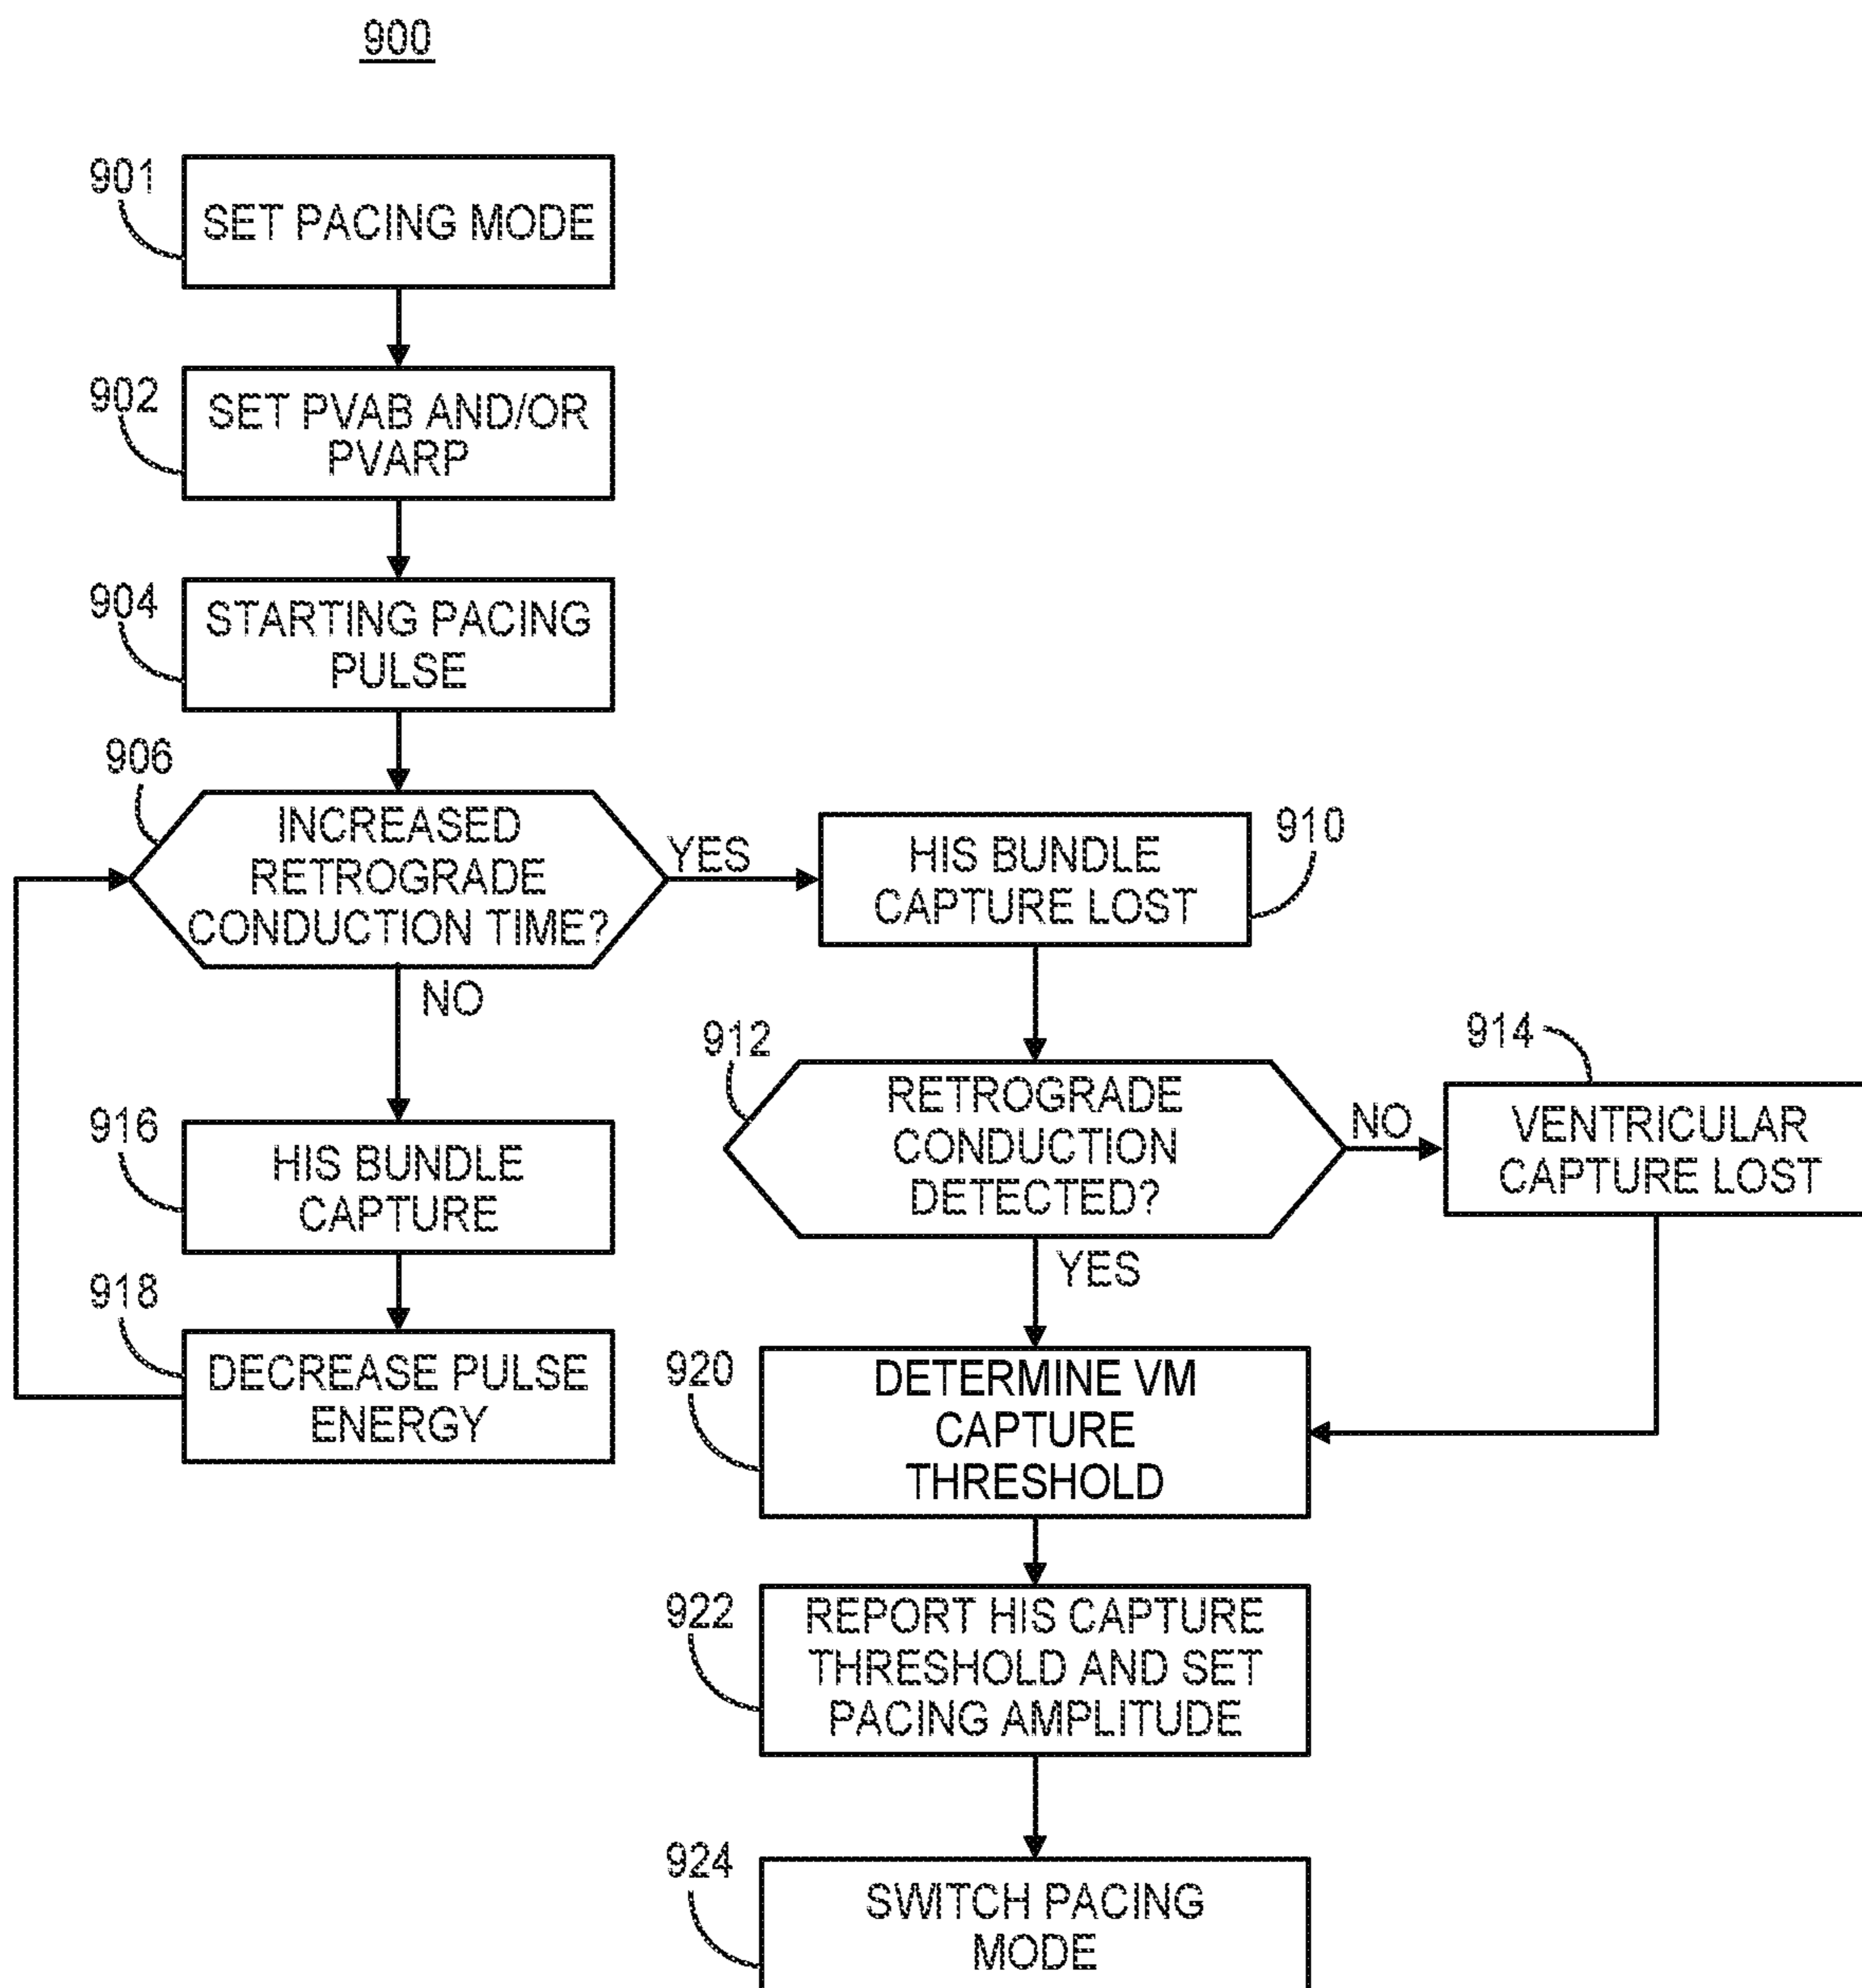 900
901
SET PACING MODE
902
SET PVAB AND/OR
PVARP
904
STARTING PACING
PULSE
906
INCREASED
RETROGRADE
CONDUCTION TIME?
YES
NO
HIS BUNDLE
CAPTURE LOST
910
912
RETROGRADE
CONDUCTION
DETECTED?
NO
YES
914
VENTRICULAR
CAPTURE LOST
916
HIS BUNDLE
CAPTURE
918
DECREASE PULSE
ENERGY
920
DETERMINE VM
CAPTURE
THRESHOLD
922
REPORT HIS CAPTURE
THRESHOLD AND SET
PACING AMPLITUDE
924
SWITCH PACING
MODE